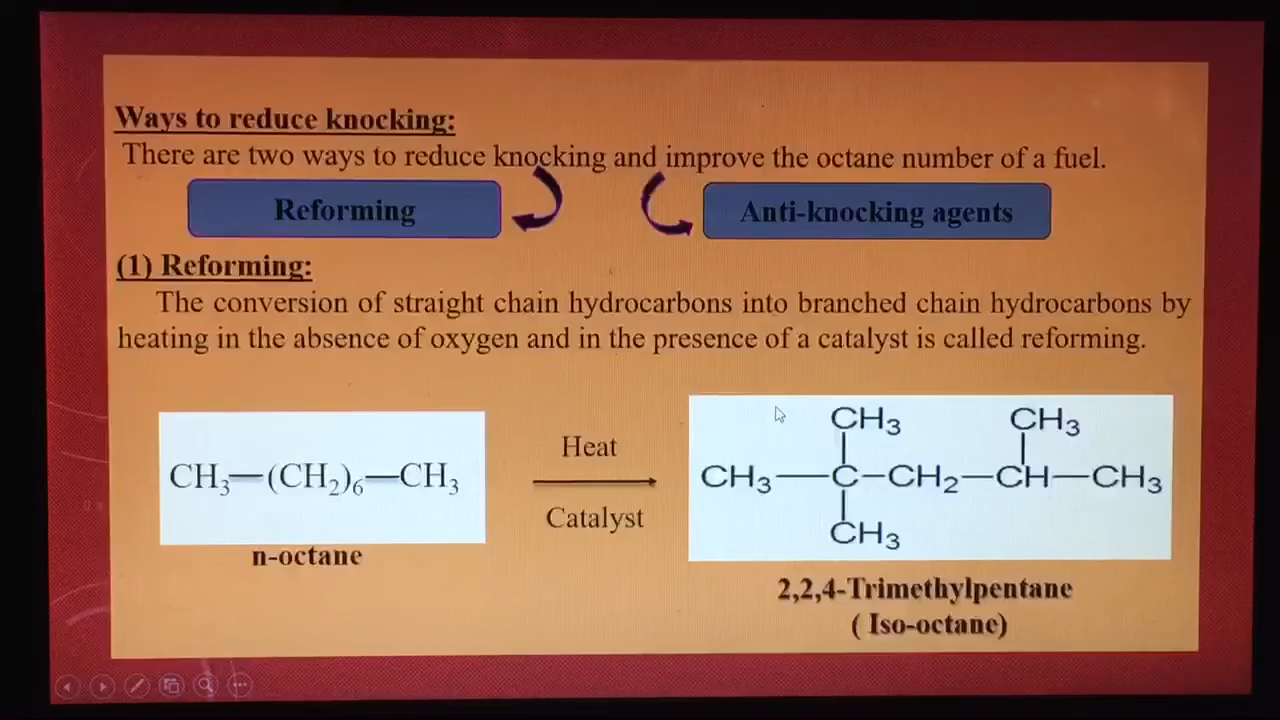 Ways to reduce knocking:
There are two ways to reduce knocking and improve the octane number of a fuel.
Reforming
Anti-knocking agents
(1) Reforming:
The conversion of straight chain hydrocarbons into branched chain hydrocarbons by
heating in the absence of oxygen and in the presence of a catalyst is called reforming.
CH₃—(CH₂)₆—CH₃
n-octane
Heat
Catalyst
CH₃ CH₃
CH₃—C—CH₂—CH—CH₃
CH₃
2,2,4-Trimethylpentane
( Iso-octane)